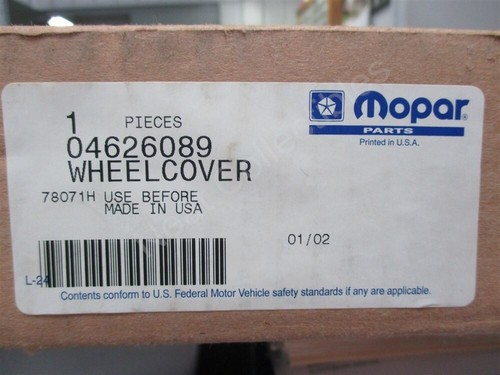 1 PIECES
04626089
WHEELCOVER
78071H USE BEFORE
MADE IN USA
Mopar
PARTS
Printed in U.S.A.
01/02
L-24
Contents conform to U.S. Federal Motor Vehicle safety standards if any are applicable.